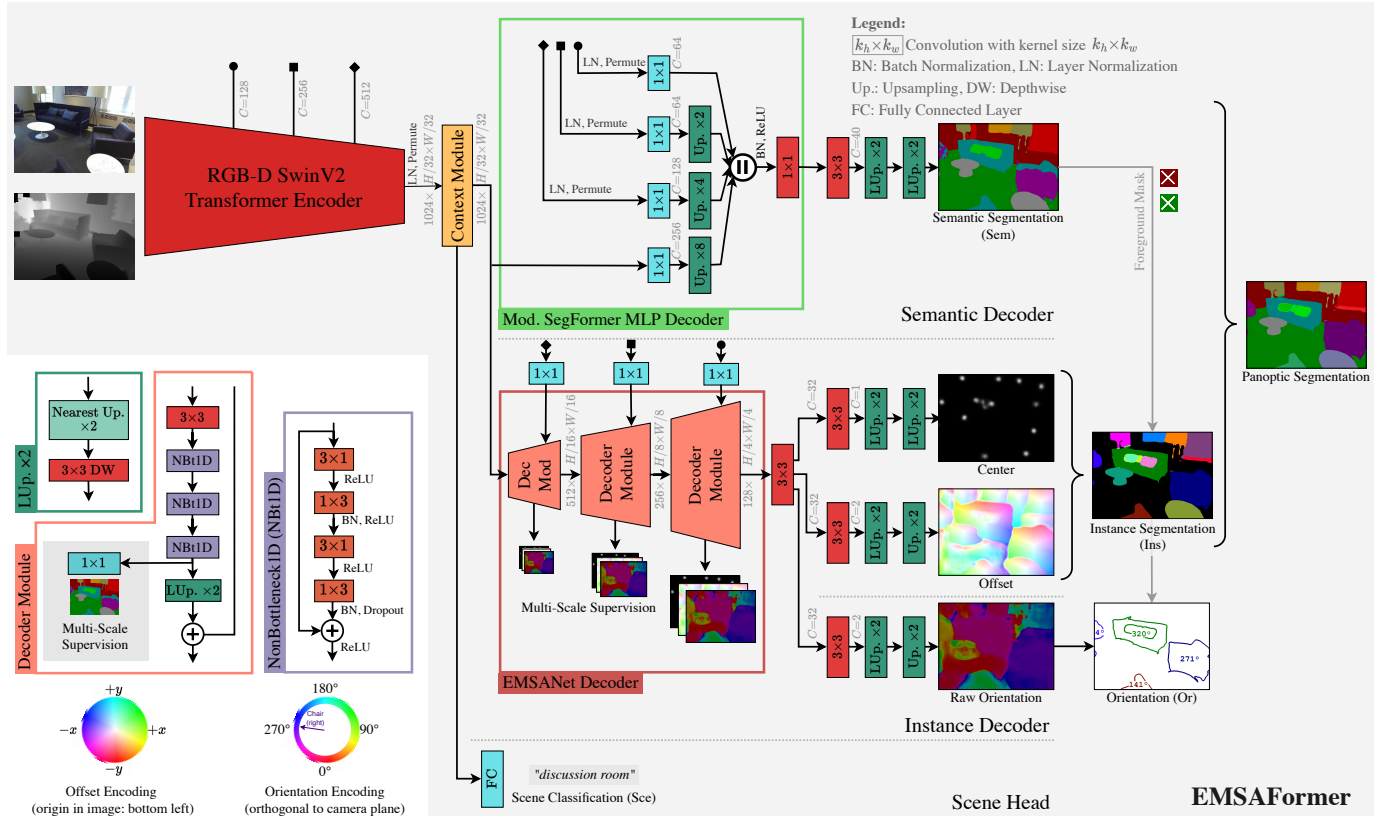 Legend:
k_h×k_w Convolution with kernel size k_h×k_w
BN: Batch Normalization, LN: Layer Normalization
Up.: Upsampling, DW: Depthwise
FC: Fully Connected Layer
RGB-D SwinV2
Transformer Encoder
C=128
C=256
C=512
LN, Permute
1024× H/32×W/32
Context Module
1024× H/32×W/32
LN, Permute
1×1
C=64
LN, Permute
1×1
C=64
Up. ×2
LN, Permute
1×1
C=128
Up. ×4
1×1
C=256
Up. ×8
BN, ReLU
1×1
3×3
C=40
LUp. ×2
LUp. ×2
Semantic Segmentation
(Sem)
Foreground Mask
Mod. SegFormer MLP Decoder
Semantic Decoder
Panoptic Segmentation
1×1
1×1
1×1
Dec
Mod
512× H/16×W/16
Decoder
Module
256× H/8×W/8
Decoder
Module
128× H/4×W/4
Multi-Scale Supervision
EMSANet Decoder
3×3
C=32
3×3
C=1
LUp. ×2
LUp. ×2
Center
C=32
3×3
C=2
LUp. ×2
Up. ×2
Offset
C=32
3×3
C=2
LUp. ×2
Up. ×2
Raw Orientation
Instance Segmentation
(Ins)
4°
320°
271°
141°
Orientation (Or)
Instance Decoder
FC
"discussion room"
Scene Classification (Sce)
Scene Head
EMSAFormer
LUp. ×2
Nearest Up.
×2
3×3 DW
Decoder Module
3×3
NBt1D
NBt1D
NBt1D
1×1
LUp. ×2
Multi-Scale
Supervision
NonBottleneck1D (NBt1D)
3×1
ReLU
1×3
BN, ReLU
3×1
ReLU
1×3
BN, Dropout
ReLU
+y
−x
+x
−y
Offset Encoding
(origin in image: bottom left)
180°
Chair
(right)
270°
90°
0°
Orientation Encoding
(orthogonal to camera plane)